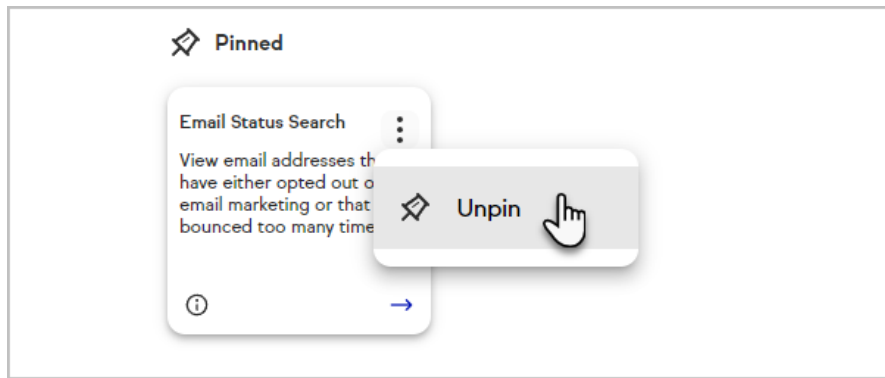 Pinned
Email Status Search
View email addresses th
have either opted out o
email marketing or that
bounced too many time
Unpin